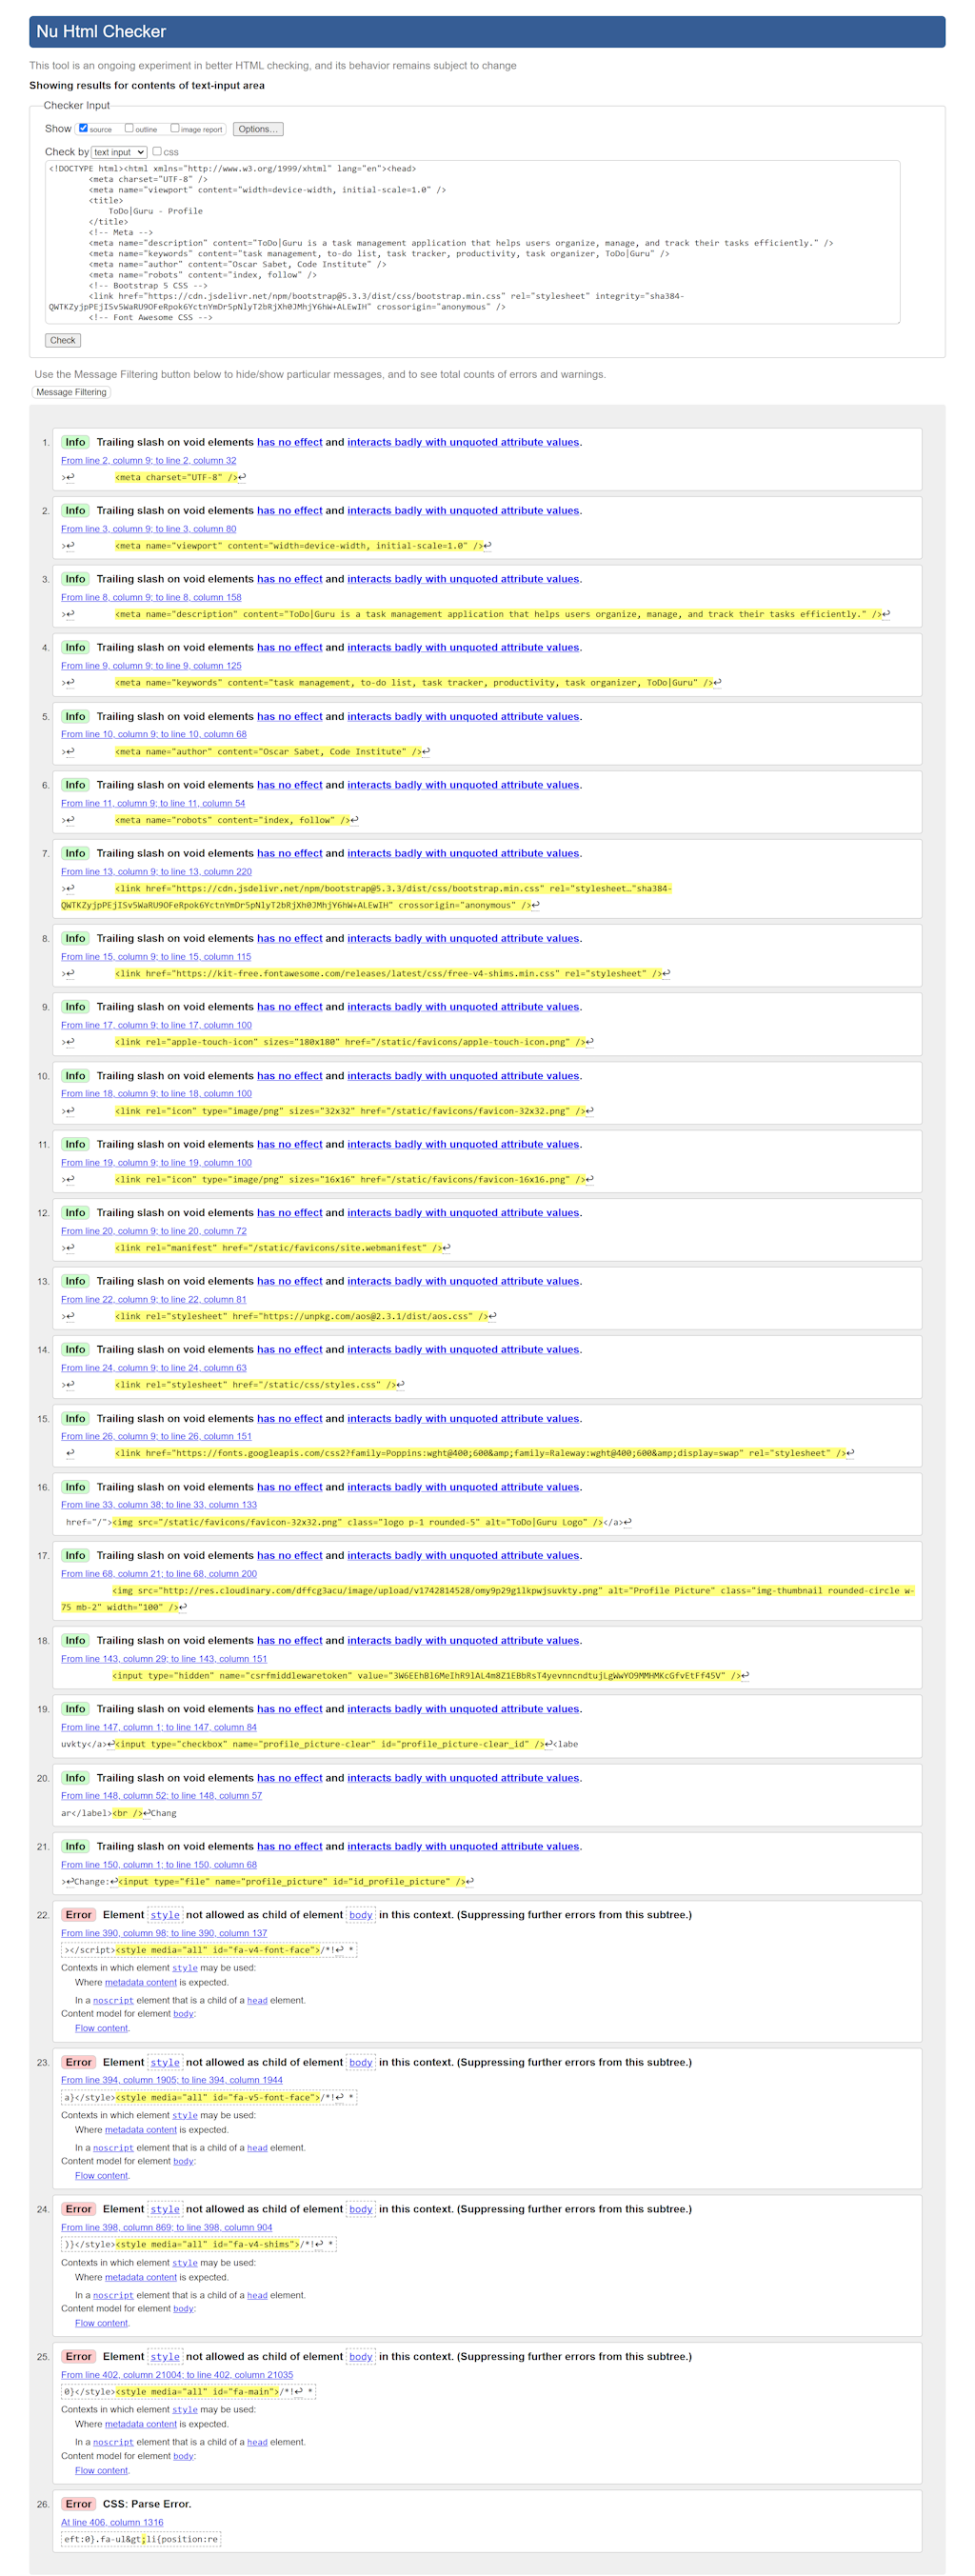 Nu Html Checker
This tool is an ongoing experiment in better HTML checking, and its behavior remains subject to change
Showing results for contents of text-input area
Checker Input
Show source outline image report Options...
Check by text input css
<!DOCTYPE html><html xmlns="http://www.w3.org/1999/xhtml" lang="en"><head>
<meta charset="UTF-8" />
<meta name="viewport" content="width=device-width, initial-scale=1.0" />
<title>
ToDo|Guru - Profile
</title>
<!-- Meta -->
<meta name="description" content="ToDo|Guru is a task management application that helps users organize, manage, and track their tasks efficiently." />
<meta name="keywords" content="task management, to-do list, task tracker, productivity, task organizer, ToDo|Guru" />
<meta name="author" content="Oscar Sabet, Code Institute" />
<meta name="robots" content="index, follow" />
<!-- Bootstrap 5 CSS -->
<link href="https://cdn.jsdelivr.net/npm/bootstrap@5.3.3/dist/css/bootstrap.min.css" rel="stylesheet" integrity="sha384-
QWTKZyjpPEjISv5WaRU9OFeRpok6YctnYmDr5pNlyT2bRjXh0JMhjY6hW+ALEwIH" crossorigin="anonymous" />
<!-- Font Awesome CSS -->
Check
Use the Message Filtering button below to hide/show particular messages, and to see total counts of errors and warnings.
Message Filtering
1. Info Trailing slash on void elements has no effect and interacts badly with unquoted attribute values.
From line 2, column 9; to line 2, column 32
>↩ <meta charset="UTF-8" />↩
2. Info Trailing slash on void elements has no effect and interacts badly with unquoted attribute values.
From line 3, column 9; to line 3, column 80
>↩ <meta name="viewport" content="width=device-width, initial-scale=1.0" />↩
3. Info Trailing slash on void elements has no effect and interacts badly with unquoted attribute values.
From line 8, column 9; to line 8, column 158
>↩ <meta name="description" content="ToDo|Guru is a task management application that helps users organize, manage, and track their tasks efficiently." />↩
4. Info Trailing slash on void elements has no effect and interacts badly with unquoted attribute values.
From line 9, column 9; to line 9, column 125
>↩ <meta name="keywords" content="task management, to-do list, task tracker, productivity, task organizer, ToDo|Guru" />↩
5. Info Trailing slash on void elements has no effect and interacts badly with unquoted attribute values.
From line 10, column 9; to line 10, column 68
>↩ <meta name="author" content="Oscar Sabet, Code Institute" />↩
6. Info Trailing slash on void elements has no effect and interacts badly with unquoted attribute values.
From line 11, column 9; to line 11, column 54
>↩ <meta name="robots" content="index, follow" />↩
7. Info Trailing slash on void elements has no effect and interacts badly with unquoted attribute values.
From line 13, column 9; to line 13, column 220
>↩ <link href="https://cdn.jsdelivr.net/npm/bootstrap@5.3.3/dist/css/bootstrap.min.css" rel="stylesheet…"sha384-
QWTKZyjpPEjISv5WaRU9OFeRpok6YctnYmDr5pNlyT2bRjXh0JMhjY6hW+ALEwIH" crossorigin="anonymous" />↩
8. Info Trailing slash on void elements has no effect and interacts badly with unquoted attribute values.
From line 15, column 9; to line 15, column 115
>↩ <link href="https://kit-free.fontawesome.com/releases/latest/css/free-v4-shims.min.css" rel="stylesheet" />↩
9. Info Trailing slash on void elements has no effect and interacts badly with unquoted attribute values.
From line 17, column 9; to line 17, column 100
>↩ <link rel="apple-touch-icon" sizes="180x180" href="/static/favicons/apple-touch-icon.png" />↩
10. Info Trailing slash on void elements has no effect and interacts badly with unquoted attribute values.
From line 18, column 9; to line 18, column 100
>↩ <link rel="icon" type="image/png" sizes="32x32" href="/static/favicons/favicon-32x32.png" />↩
11. Info Trailing slash on void elements has no effect and interacts badly with unquoted attribute values.
From line 19, column 9; to line 19, column 100
>↩ <link rel="icon" type="image/png" sizes="16x16" href="/static/favicons/favicon-16x16.png" />↩
12. Info Trailing slash on void elements has no effect and interacts badly with unquoted attribute values.
From line 20, column 9; to line 20, column 72
>↩ <link rel="manifest" href="/static/favicons/site.webmanifest" />↩
13. Info Trailing slash on void elements has no effect and interacts badly with unquoted attribute values.
From line 22, column 9; to line 22, column 81
>↩ <link rel="stylesheet" href="https://unpkg.com/aos@2.3.1/dist/aos.css" />↩
14. Info Trailing slash on void elements has no effect and interacts badly with unquoted attribute values.
From line 24, column 9; to line 24, column 63
>↩ <link rel="stylesheet" href="/static/css/styles.css" />↩
15. Info Trailing slash on void elements has no effect and interacts badly with unquoted attribute values.
From line 26, column 9; to line 26, column 151
↩ <link href="https://fonts.googleapis.com/css2?family=Poppins:wght@400;600&amp;family=Raleway:wght@400;600&amp;display=swap" rel="stylesheet" />↩
16. Info Trailing slash on void elements has no effect and interacts badly with unquoted attribute values.
From line 33, column 38; to line 33, column 133
href="/"><img src="/static/favicons/favicon-32x32.png" class="logo p-1 rounded-5" alt="ToDo|Guru Logo" /></a>↩
17. Info Trailing slash on void elements has no effect and interacts badly with unquoted attribute values.
From line 68, column 21; to line 68, column 200
<img src="http://res.cloudinary.com/dffcg3acu/image/upload/v1742814528/omy9p29g1lkpwjsuvkty.png" alt="Profile Picture" class="img-thumbnail rounded-circle w-
75 mb-2" width="100" />↩
18. Info Trailing slash on void elements has no effect and interacts badly with unquoted attribute values.
From line 143, column 29; to line 143, column 151
<input type="hidden" name="csrfmiddlewaretoken" value="3W6EEhBl6MeIhR9lAL4m8Z1EBbRsT4yevnncndtujLgWwYO9MMHMKcGfvEtFf45V" />↩
19. Info Trailing slash on void elements has no effect and interacts badly with unquoted attribute values.
From line 147, column 1; to line 147, column 84
uvkty</a>↩<input type="checkbox" name="profile_picture-clear" id="profile_picture-clear_id" />↩<labe
20. Info Trailing slash on void elements has no effect and interacts badly with unquoted attribute values.
From line 148, column 52; to line 148, column 57
ar</label><br />↩Chang
21. Info Trailing slash on void elements has no effect and interacts badly with unquoted attribute values.
From line 150, column 1; to line 150, column 68
>↩Change:↩<input type="file" name="profile_picture" id="id_profile_picture" />↩
22. Error Element style not allowed as child of element body in this context. (Suppressing further errors from this subtree.)
From line 390, column 98; to line 390, column 137
></script><style media="all" id="fa-v4-font-face">/*!↩ *
Contexts in which element style may be used:
Where metadata content is expected.
In a noscript element that is a child of a head element.
Content model for element body:
Flow content.
23. Error Element style not allowed as child of element body in this context. (Suppressing further errors from this subtree.)
From line 394, column 1905; to line 394, column 1944
a}</style><style media="all" id="fa-v5-font-face">/*!↩ *
Contexts in which element style may be used:
Where metadata content is expected.
In a noscript element that is a child of a head element.
Content model for element body:
Flow content.
24. Error Element style not allowed as child of element body in this context. (Suppressing further errors from this subtree.)
From line 398, column 869; to line 398, column 904
)}</style><style media="all" id="fa-v4-shims">/*!↩ *
Contexts in which element style may be used:
Where metadata content is expected.
In a noscript element that is a child of a head element.
Content model for element body:
Flow content.
25. Error Element style not allowed as child of element body in this context. (Suppressing further errors from this subtree.)
From line 402, column 21004; to line 402, column 21035
0}</style><style media="all" id="fa-main">/*!↩ *
Contexts in which element style may be used:
Where metadata content is expected.
In a noscript element that is a child of a head element.
Content model for element body:
Flow content.
26. Error CSS: Parse Error.
At line 406, column 1316
eft:0}.fa-ul&gt;li{position:re